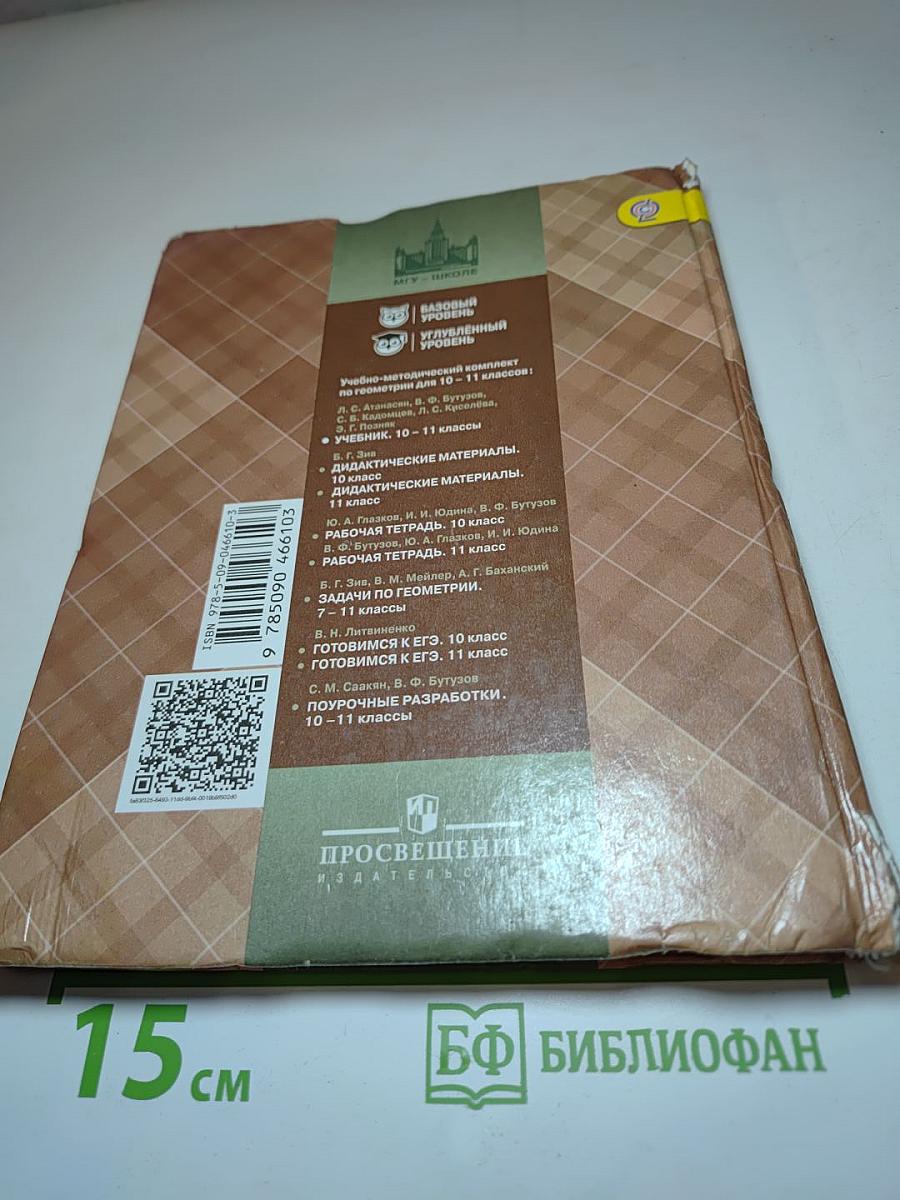 МГУ – ШКОЛЕ
БАЗОВЫЙ
УРОВЕНЬ
УГЛУБЛЁННЫЙ
УРОВЕНЬ
Учебно-методический комплект
по геометрии для 10 – 11 классов:
Л. С. Атанасян, В. Ф. Бутузов,
С. Б. Кадомцев, Л. С. Киселёва,
Э. Г. Позняк
• УЧЕБНИК. 10 – 11 классы
Б. Г. Зив
• ДИДАКТИЧЕСКИЕ МАТЕРИАЛЫ.
10 класс
• ДИДАКТИЧЕСКИЕ МАТЕРИАЛЫ.
11 класс
Ю. А. Глазков, И. И. Юдина, В. Ф. Бутузов
• РАБОЧАЯ ТЕТРАДЬ. 10 класс
В. Ф. Бутузов, Ю. А. Глазков, И. И. Юдина
• РАБОЧАЯ ТЕТРАДЬ. 11 класс
Б. Г. Зив, В. М. Мейлер, А. Г. Баханский
• ЗАДАЧИ ПО ГЕОМЕТРИИ.
7 – 11 классы
В. Н. Литвиненко
• ГОТОВИМСЯ К ЕГЭ. 10 класс
• ГОТОВИМСЯ К ЕГЭ. 11 класс
С. М. Саакян, В. Ф. Бутузов
• ПОУРОЧНЫЕ РАЗРАБОТКИ.
10 – 11 классы
ISBN 978-5-09-046610-3
9 785090 466103
ПРОСВЕЩЕНИЕ
ИЗДАТЕЛЬСТВО
15 см
БФ БИБЛИОФАН